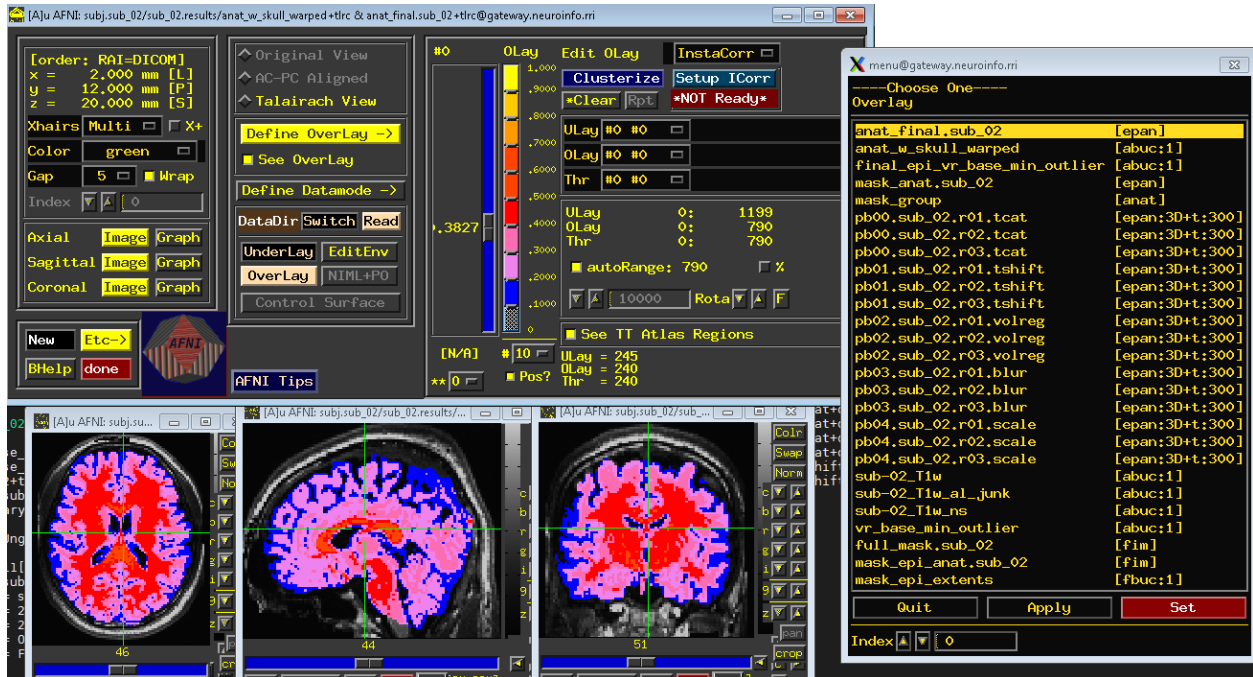 [A]u AFNI: subj.sub_02/sub_02.results/anat_w_skull_warped+tlrc & anat_final.sub_02+tlrc@gateway.neuroinfo.rri
[order: RAI=DICOM]
x = 2.000 mm [L]
y = 12.000 mm [P]
z = 20.000 mm [S]
Xhairs Multi X+
Color green
Gap 5 Wrap
Index 0
Axial Image Graph
Sagittal Image Graph
Coronal Image Graph
New Etc->
BHelp done
AFNI
Original View
AC-PC Aligned
Talairach View
Define OverLay ->
See OverLay
Define Datamode ->
DataDir Switch Read
UnderLay EditEnv
OverLay NIML+PO
Control Surface
AFNI Tips
#0 OLay Edit OLay InstaCorr
1.000
.9000
.8000
.7000
.6000
.5000
.4000
.3000
.2000
.1000
0
.3827
[N/A] # 10
** 0 Pos?
Clusterize Setup ICorr
*Clear Rpt *NOT Ready*
ULay #0 #0
OLay #0 #0
Thr #0 #0
ULay 0: 1199
OLay 0: 790
Thr 0: 790
autoRange: 790 %
10000 Rota F
See TT Atlas Regions
ULay = 245
OLay = 240
Thr = 240
menu@gateway.neuroinfo.rri
----Choose One----
Overlay
anat_final.sub_02 [epan]
anat_w_skull_warped [abuc:1]
final_epi_vr_base_min_outlier [abuc:1]
mask_anat.sub_02 [epan]
mask_group [anat]
pb00.sub_02.r01.tcat [epan:3D+t:300]
pb00.sub_02.r02.tcat [epan:3D+t:300]
pb00.sub_02.r03.tcat [epan:3D+t:300]
pb01.sub_02.r01.tshift [epan:3D+t:300]
pb01.sub_02.r02.tshift [epan:3D+t:300]
pb01.sub_02.r03.tshift [epan:3D+t:300]
pb02.sub_02.r01.volreg [epan:3D+t:300]
pb02.sub_02.r02.volreg [epan:3D+t:300]
pb02.sub_02.r03.volreg [epan:3D+t:300]
pb03.sub_02.r01.blur [epan:3D+t:300]
pb03.sub_02.r02.blur [epan:3D+t:300]
pb03.sub_02.r03.blur [epan:3D+t:300]
pb04.sub_02.r01.scale [epan:3D+t:300]
pb04.sub_02.r02.scale [epan:3D+t:300]
pb04.sub_02.r03.scale [epan:3D+t:300]
sub-02_T1w [abuc:1]
sub-02_T1w_al_junk [abuc:1]
sub-02_T1w_ns [abuc:1]
vr_base_min_outlier [abuc:1]
full_mask.sub_02 [fim]
mask_epi_anat.sub_02 [fim]
mask_epi_extents [fbuc:1]
Quit Apply Set
Index 0
[A]u AFNI: subj.su...
46
[A]u AFNI: subj.sub_02/sub_02.results/...
44
[A]u AFNI: subj.sub_02/sub_...
Colr
Swap
Norm
c
b
r
g
i
9
z
pan
crop
51